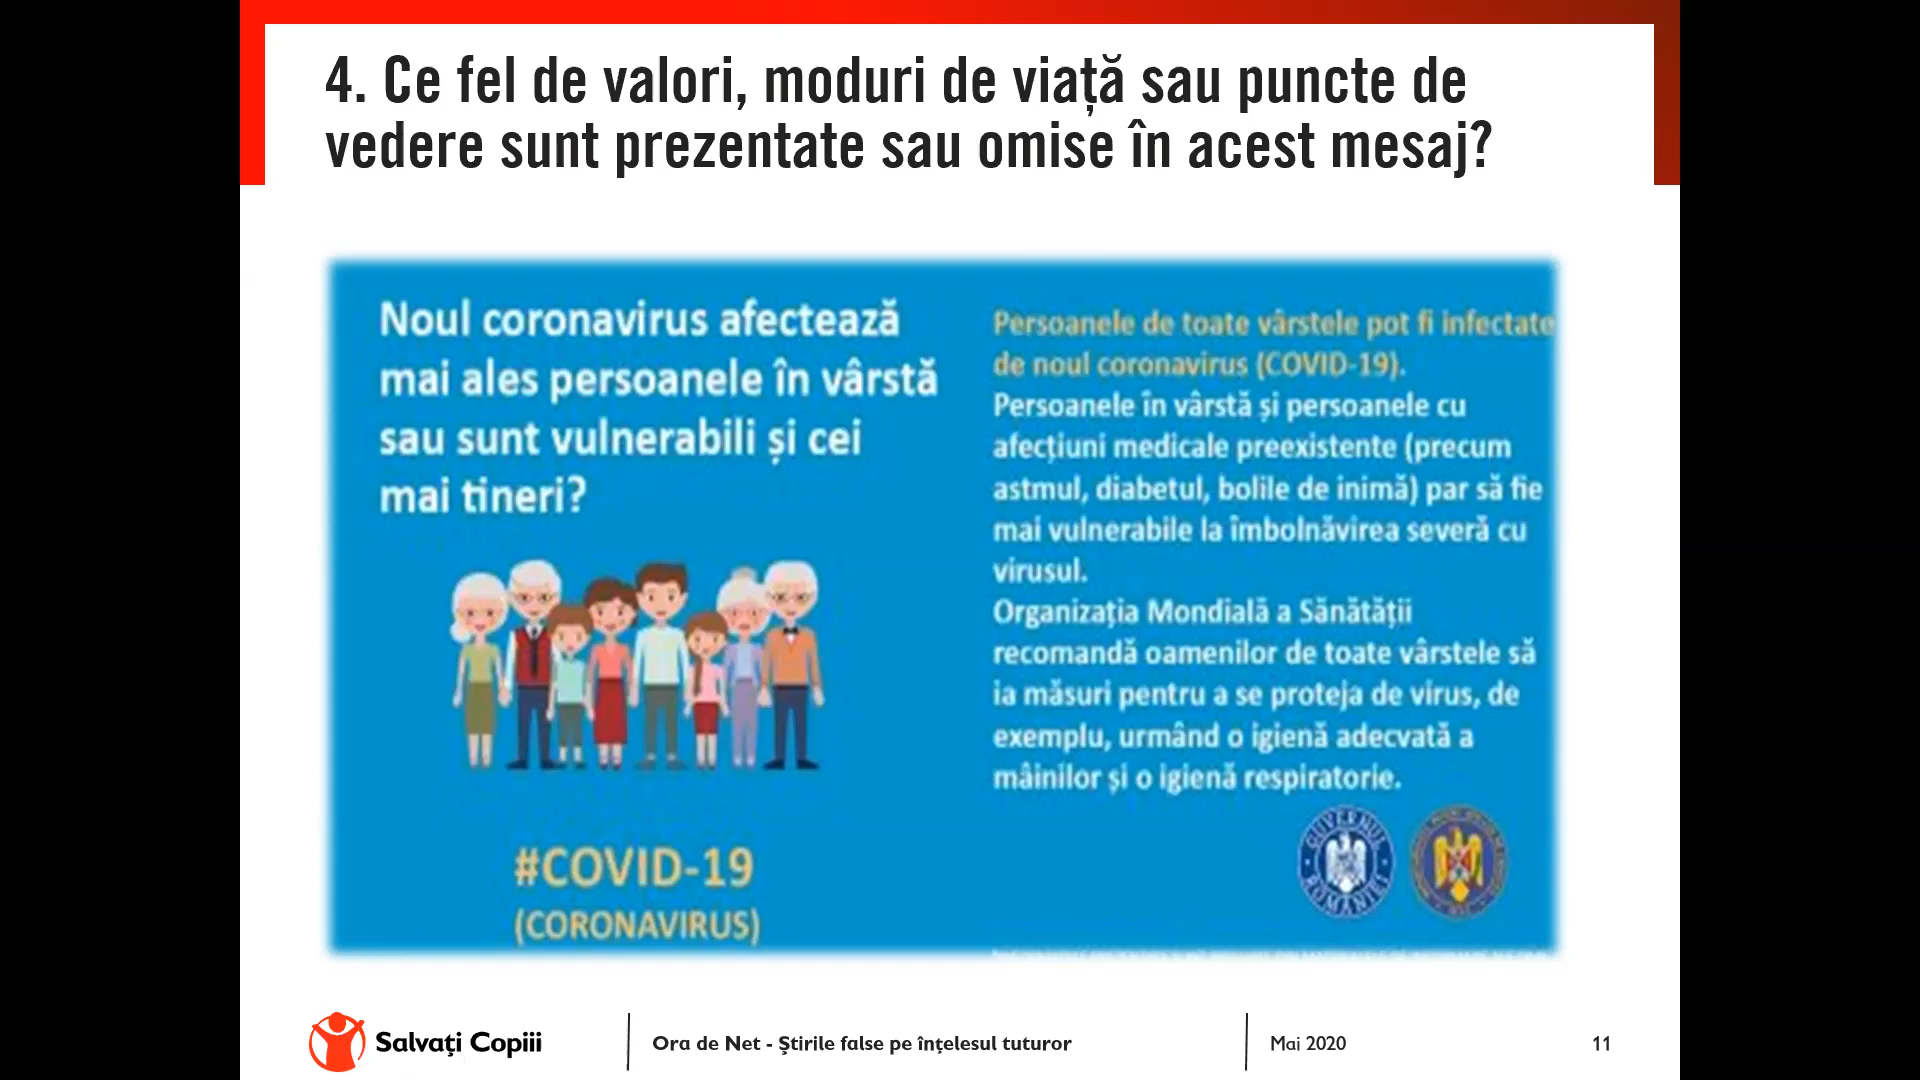 4. Ce fel de valori, moduri de viață sau puncte de
vedere sunt prezentate sau omise în acest mesaj?
Noul coronavirus afectează
mai ales persoanele în vârstă
sau sunt vulnerabili și cei
mai tineri?
#COVID-19
(CORONAVIRUS)
Persoanele de toate vârstele pot fi infectate
de noul coronavirus (COVID-19).
Persoanele în vârstă și persoanele cu
afecțiuni medicale preexistente (precum
astmul, diabetul, bolile de inimă) par să fie
mai vulnerabile la îmbolnăvirea severă cu
virusul.
Organizația Mondială a Sănătății
recomandă oamenilor de toate vârstele să
ia măsuri pentru a se proteja de virus, de
exemplu, urmând o igienă adecvată a
mâinilor și o igienă respiratorie.
GUVERNUL ROMÂNIEI
Salvaţi Copiii
Ora de Net - Ştirile false pe înţelesul tuturor
Mai 2020
11